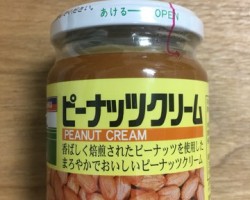 あける OPEN
ピーナッツクリーム
PEANUT CREAM
香ばしく焙煎されたピーナッツを使用した
まろやかでおいしいピーナッツクリーム